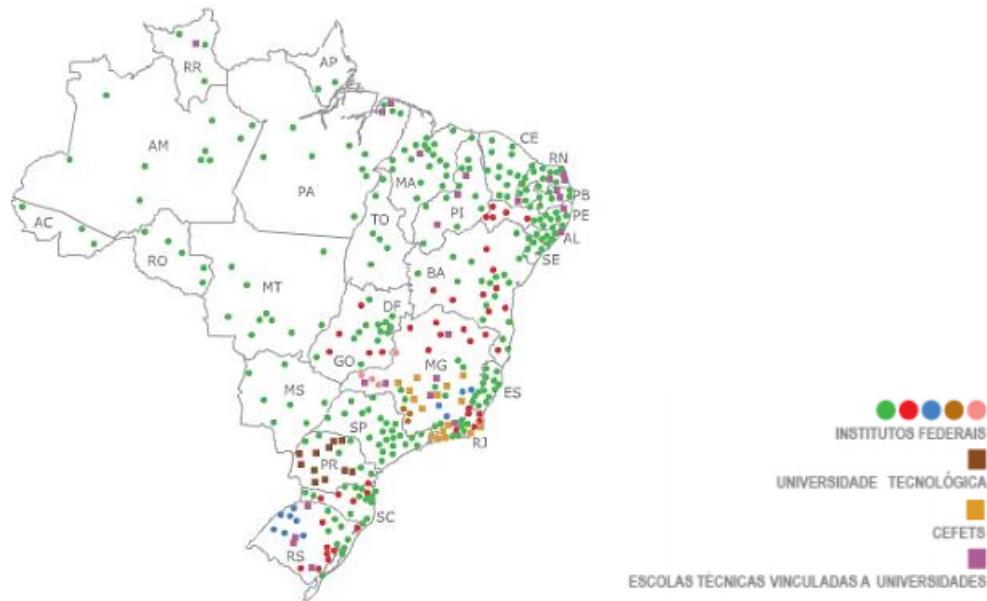 RR
AP
AM
PA
MA
CE
RN
PB
PE
AL
SE
PI
TO
AC
RO
MT
BA
DF
GO
MG
ES
MS
SP
RJ
PR
SC
RS
INSTITUTOS FEDERAIS
UNIVERSIDADE TECNOLÓGICA
CEFETS
ESCOLAS TÉCNICAS VINCULADAS A UNIVERSIDADES